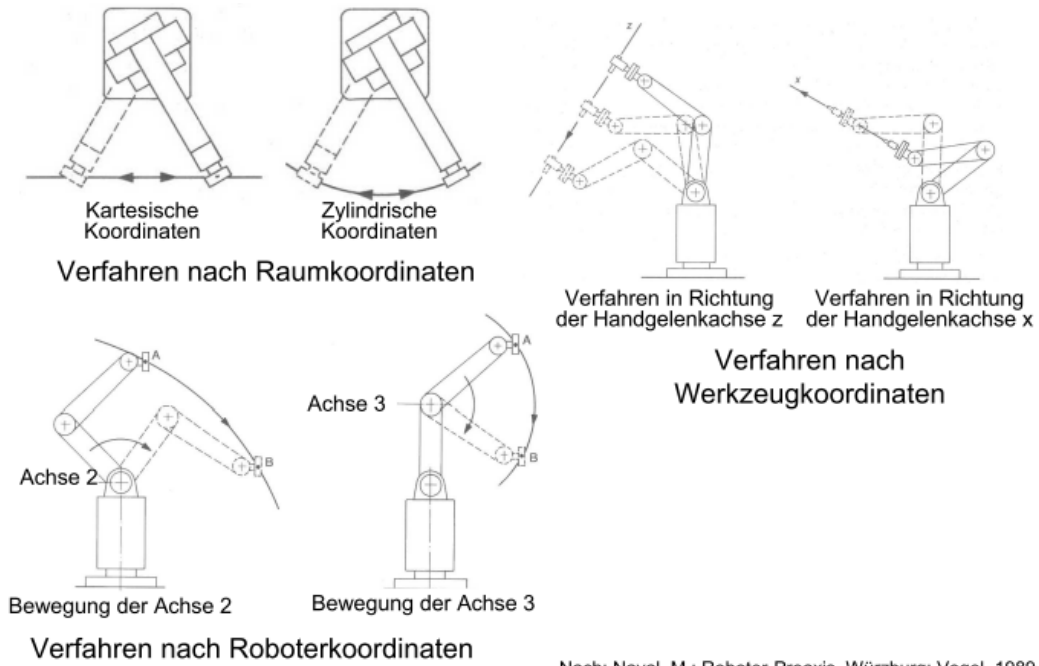 Kartesische
Koordinaten
Zylindrische
Koordinaten
Verfahren nach Raumkoordinaten
z
x
Verfahren in Richtung
der Handgelenkachse z
Verfahren in Richtung
der Handgelenkachse x
Verfahren nach
Werkzeugkoordinaten
A
Achse 2
B
Bewegung der Achse 2
A
Achse 3
B
Bewegung der Achse 3
Verfahren nach Roboterkoordinaten